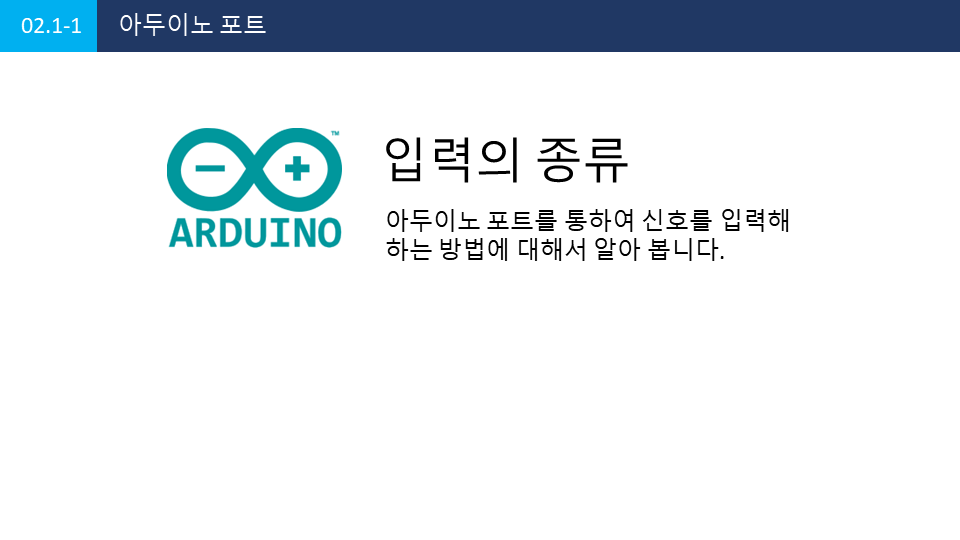 02.1-1 아두이노 포트
입력의 종류
아두이노 포트를 통하여 신호를 입력해
하는 방법에 대해서 알아 봅니다.
TM
ARDUINO